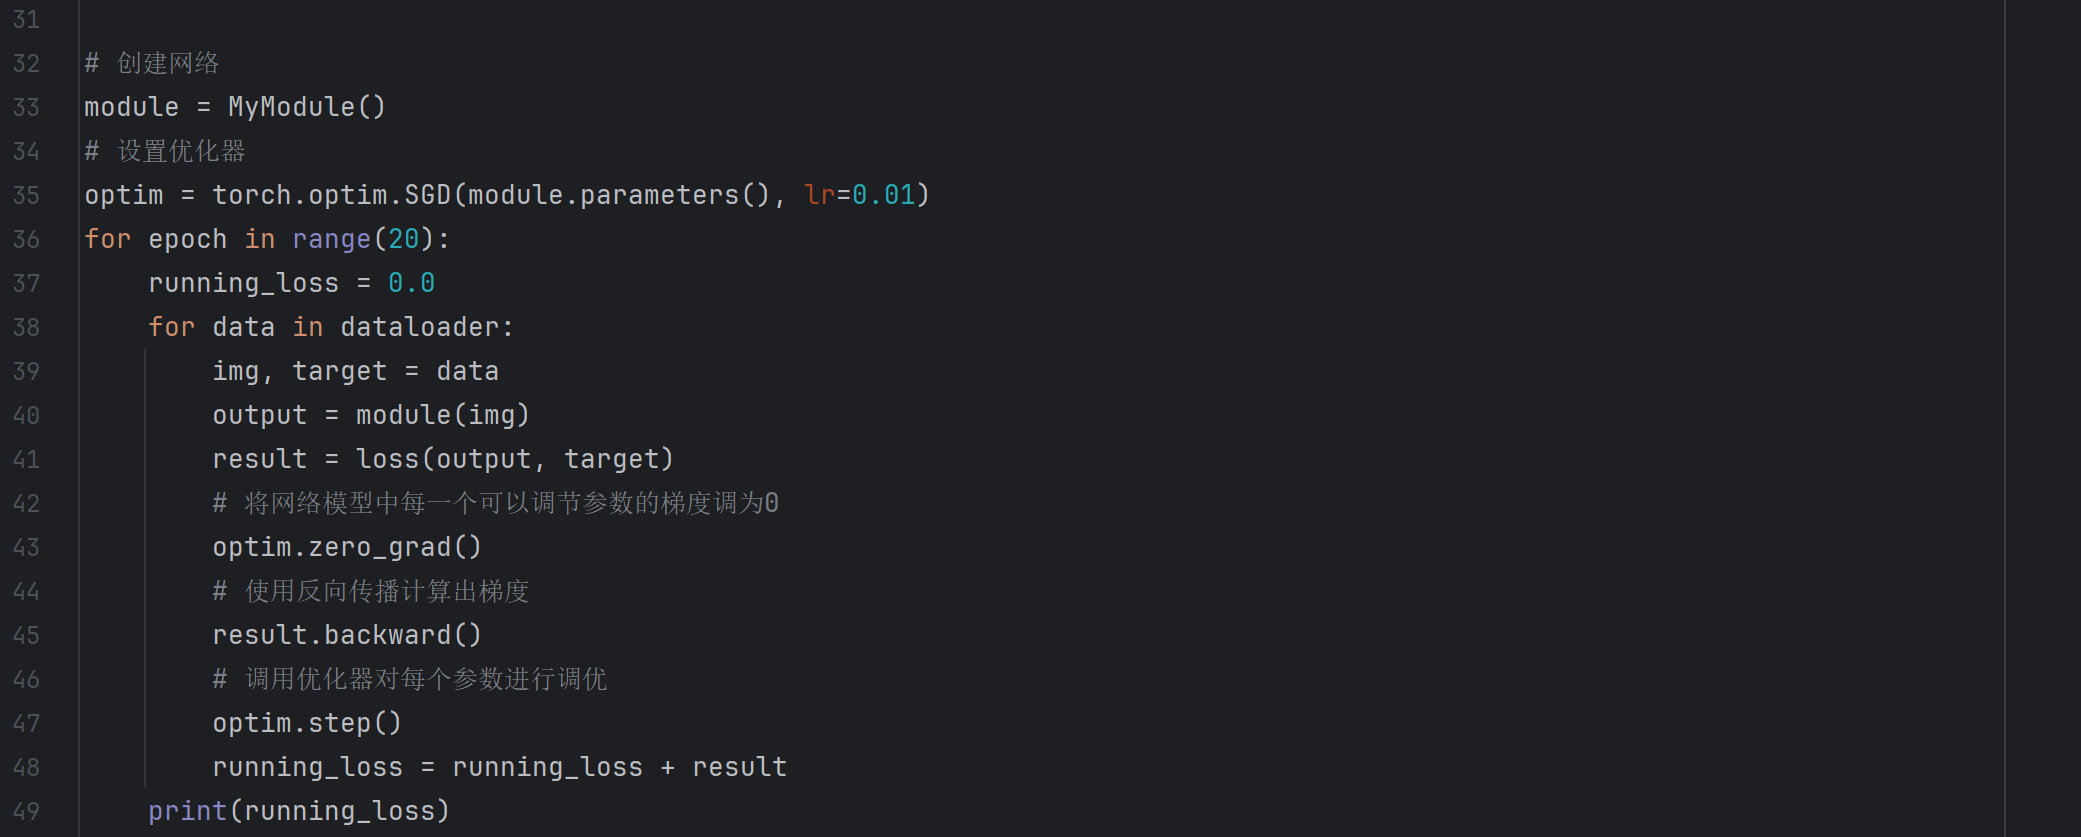 31
32 # 创建网络
33 module = MyModule()
34 # 设置优化器
35 optim = torch.optim.SGD(module.parameters(), lr=0.01)
36 for epoch in range(20):
37     running_loss = 0.0
38     for data in dataloader:
39         img, target = data
40         output = module(img)
41         result = loss(output, target)
42         # 将网络模型中每一个可以调节参数的梯度调为0
43         optim.zero_grad()
44         # 使用反向传播计算出梯度
45         result.backward()
46         # 调用优化器对每个参数进行调优
47         optim.step()
48         running_loss = running_loss + result
49     print(running_loss)